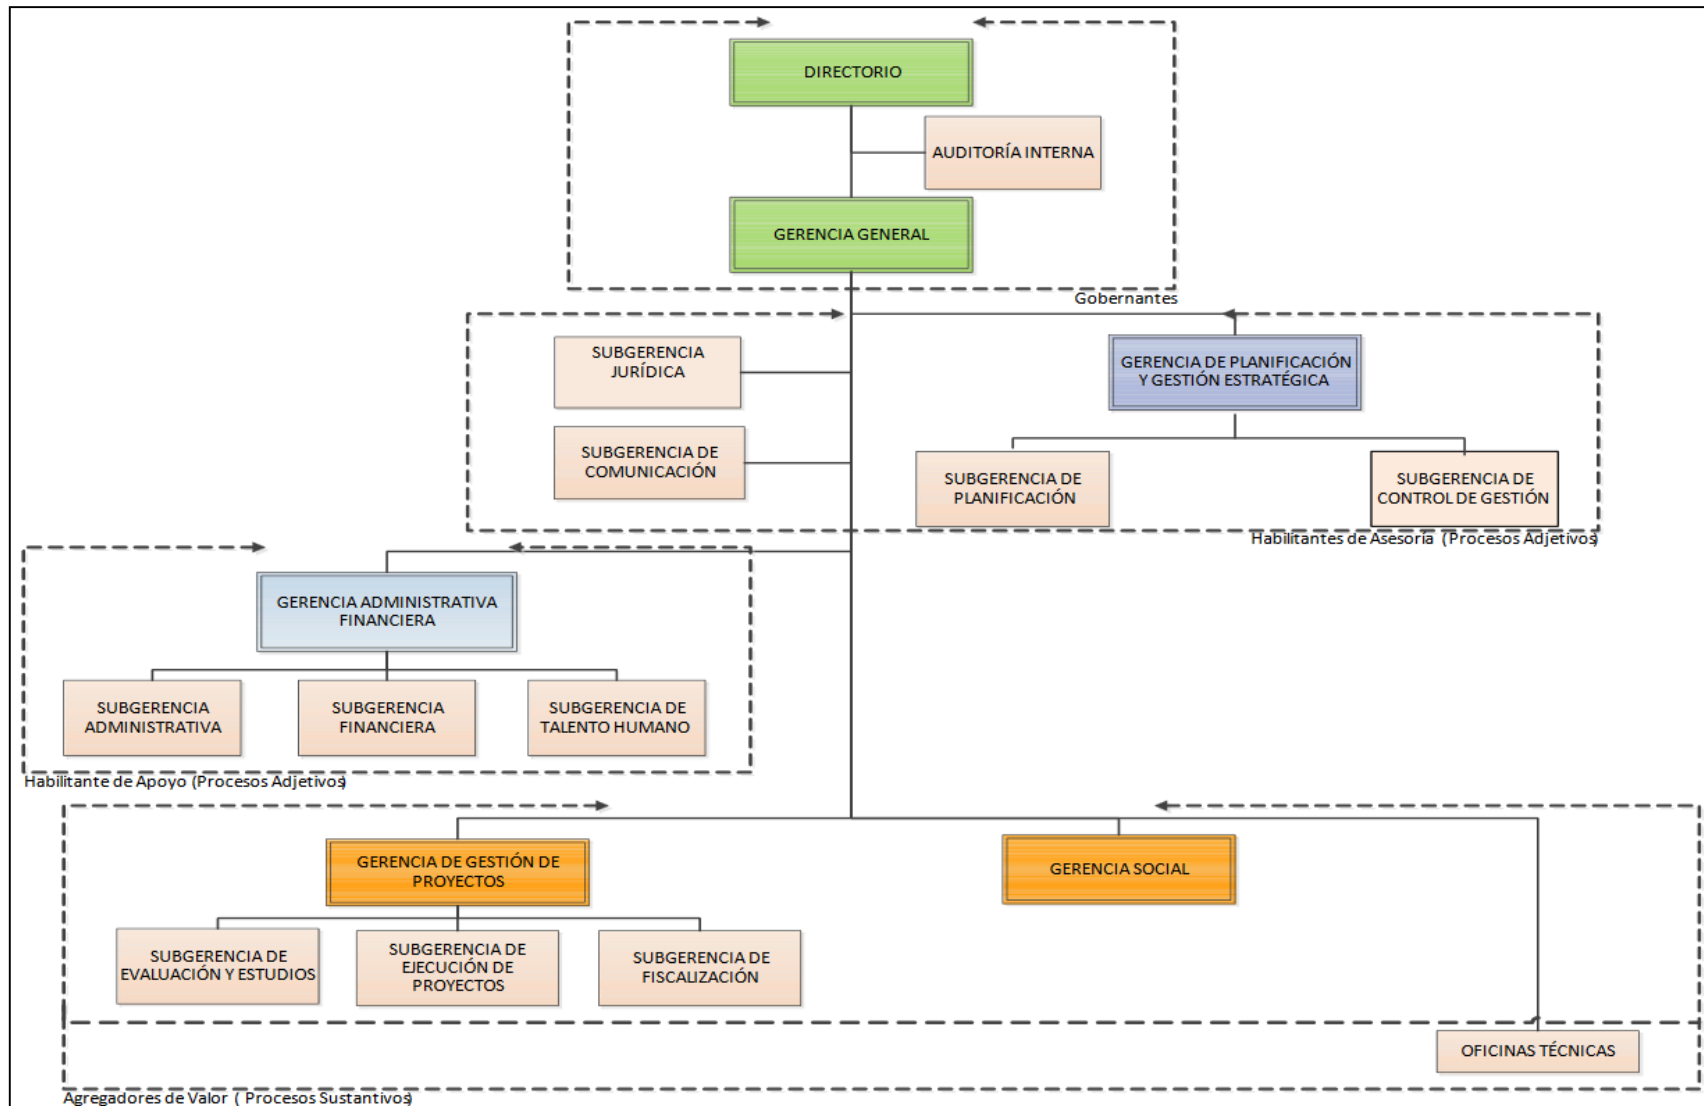 DIRECTORIO
AUDITORÍA INTERNA
GERENCIA GENERAL
Gobernantes
SUBGERENCIA
JURÍDICA
GERENCIA DE PLANIFICACIÓN
Y GESTIÓN ESTRATÉGICA
SUBGERENCIA DE
COMUNICACIÓN
SUBGERENCIA DE
PLANIFICACIÓN
SUBGERENCIA DE
CONTROL DE GESTIÓN
Habilitantes de Asesoría (Procesos Adjetivos)
GERENCIA ADMINISTRATIVA
FINANCIERA
SUBGERENCIA
ADMINISTRATIVA
SUBGERENCIA
FINANCIERA
SUBGERENCIA DE
TALENTO HUMANO
Habilitante de Apoyo (Procesos Adjetivos)
GERENCIA DE GESTIÓN DE
PROYECTOS
GERENCIA SOCIAL
SUBGERENCIA DE
EVALUACIÓN Y ESTUDIOS
SUBGERENCIA DE
EJECUCIÓN DE
PROYECTOS
SUBGERENCIA DE
FISCALIZACIÓN
OFICINAS TÉCNICAS
Agregadores de Valor ( Procesos Sustantivos)